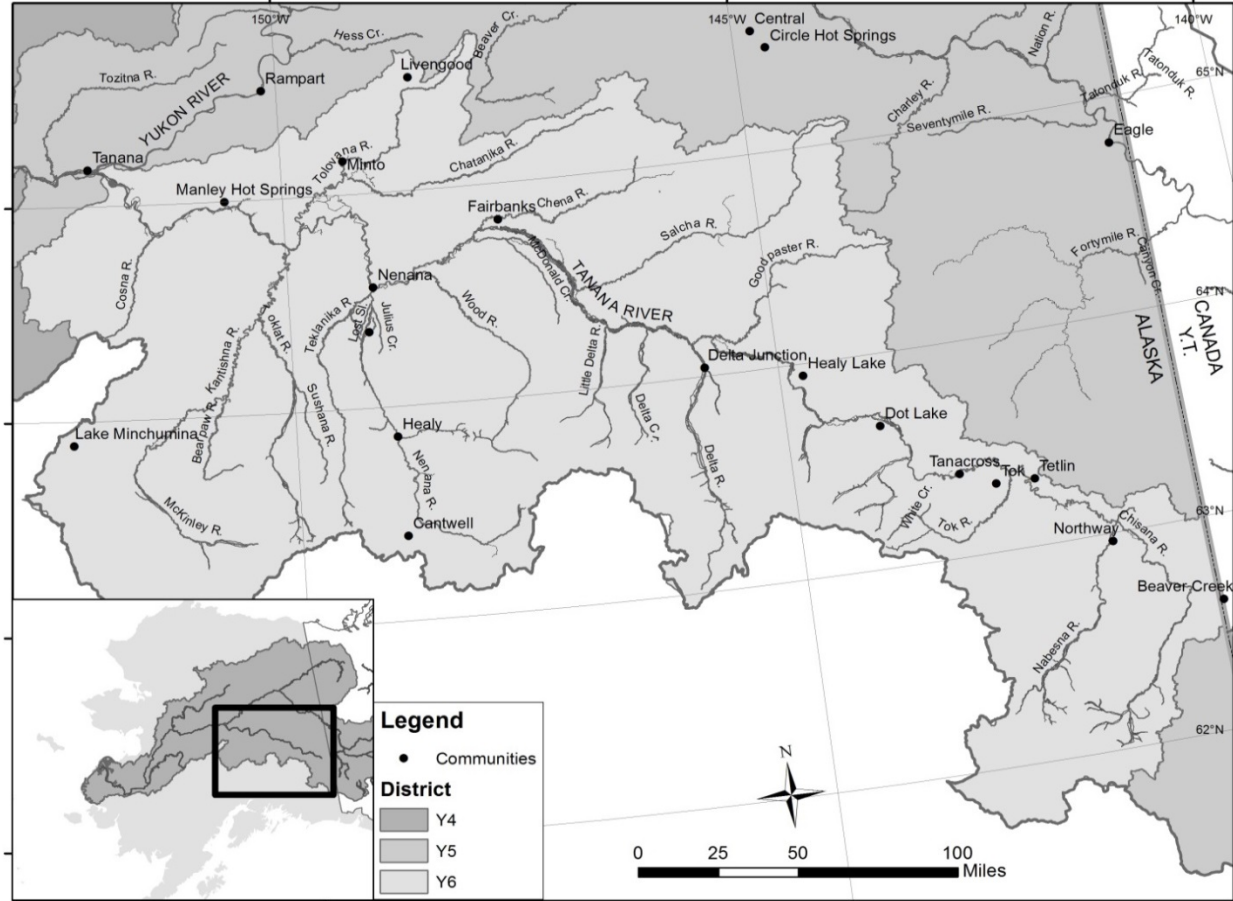 150°W
145°W
140°W
Central
Circle Hot Springs
Hess Cr.
Beaver Cr.
Nation R.
Tatonduk R.
Tatonduk R.
Livengood
Tozitna R.
Rampart
65°N
YUKON RIVER
Charley R.
Seventymile R.
Eagle
Tanana
Tolovana R.
Minto
Chatanika R.
Manley Hot Springs
Fairbanks
Chena R.
Salcha R.
Goodpaster R.
Fortymile R.
Canyon Cr.
Cosna R.
McDonald Cr.
TANANA RIVER
64°N
Nenana
Wood R.
Teklanika R.
Lost Sl.
Julius Cr.
ALASKA
CANADA
Y.T.
Kantishna R.
oklat R.
Little Delta R.
Delta Junction
Healy Lake
Delta C r.
Bearpaw R.
Sushana R.
Healy
Dot Lake
Lake Minchumina
Delta R.
Nenana R.
Tanacross
Tok
Tetlin
McKinley R.
White Cr.
Tok R.
63°N
Cantwell
Northway
Chisana R.
Beaver Creek
Nabesna R.
62°N
Legend
Communities
District
Y4
Y5
Y6
N
0 25 50 100
Miles